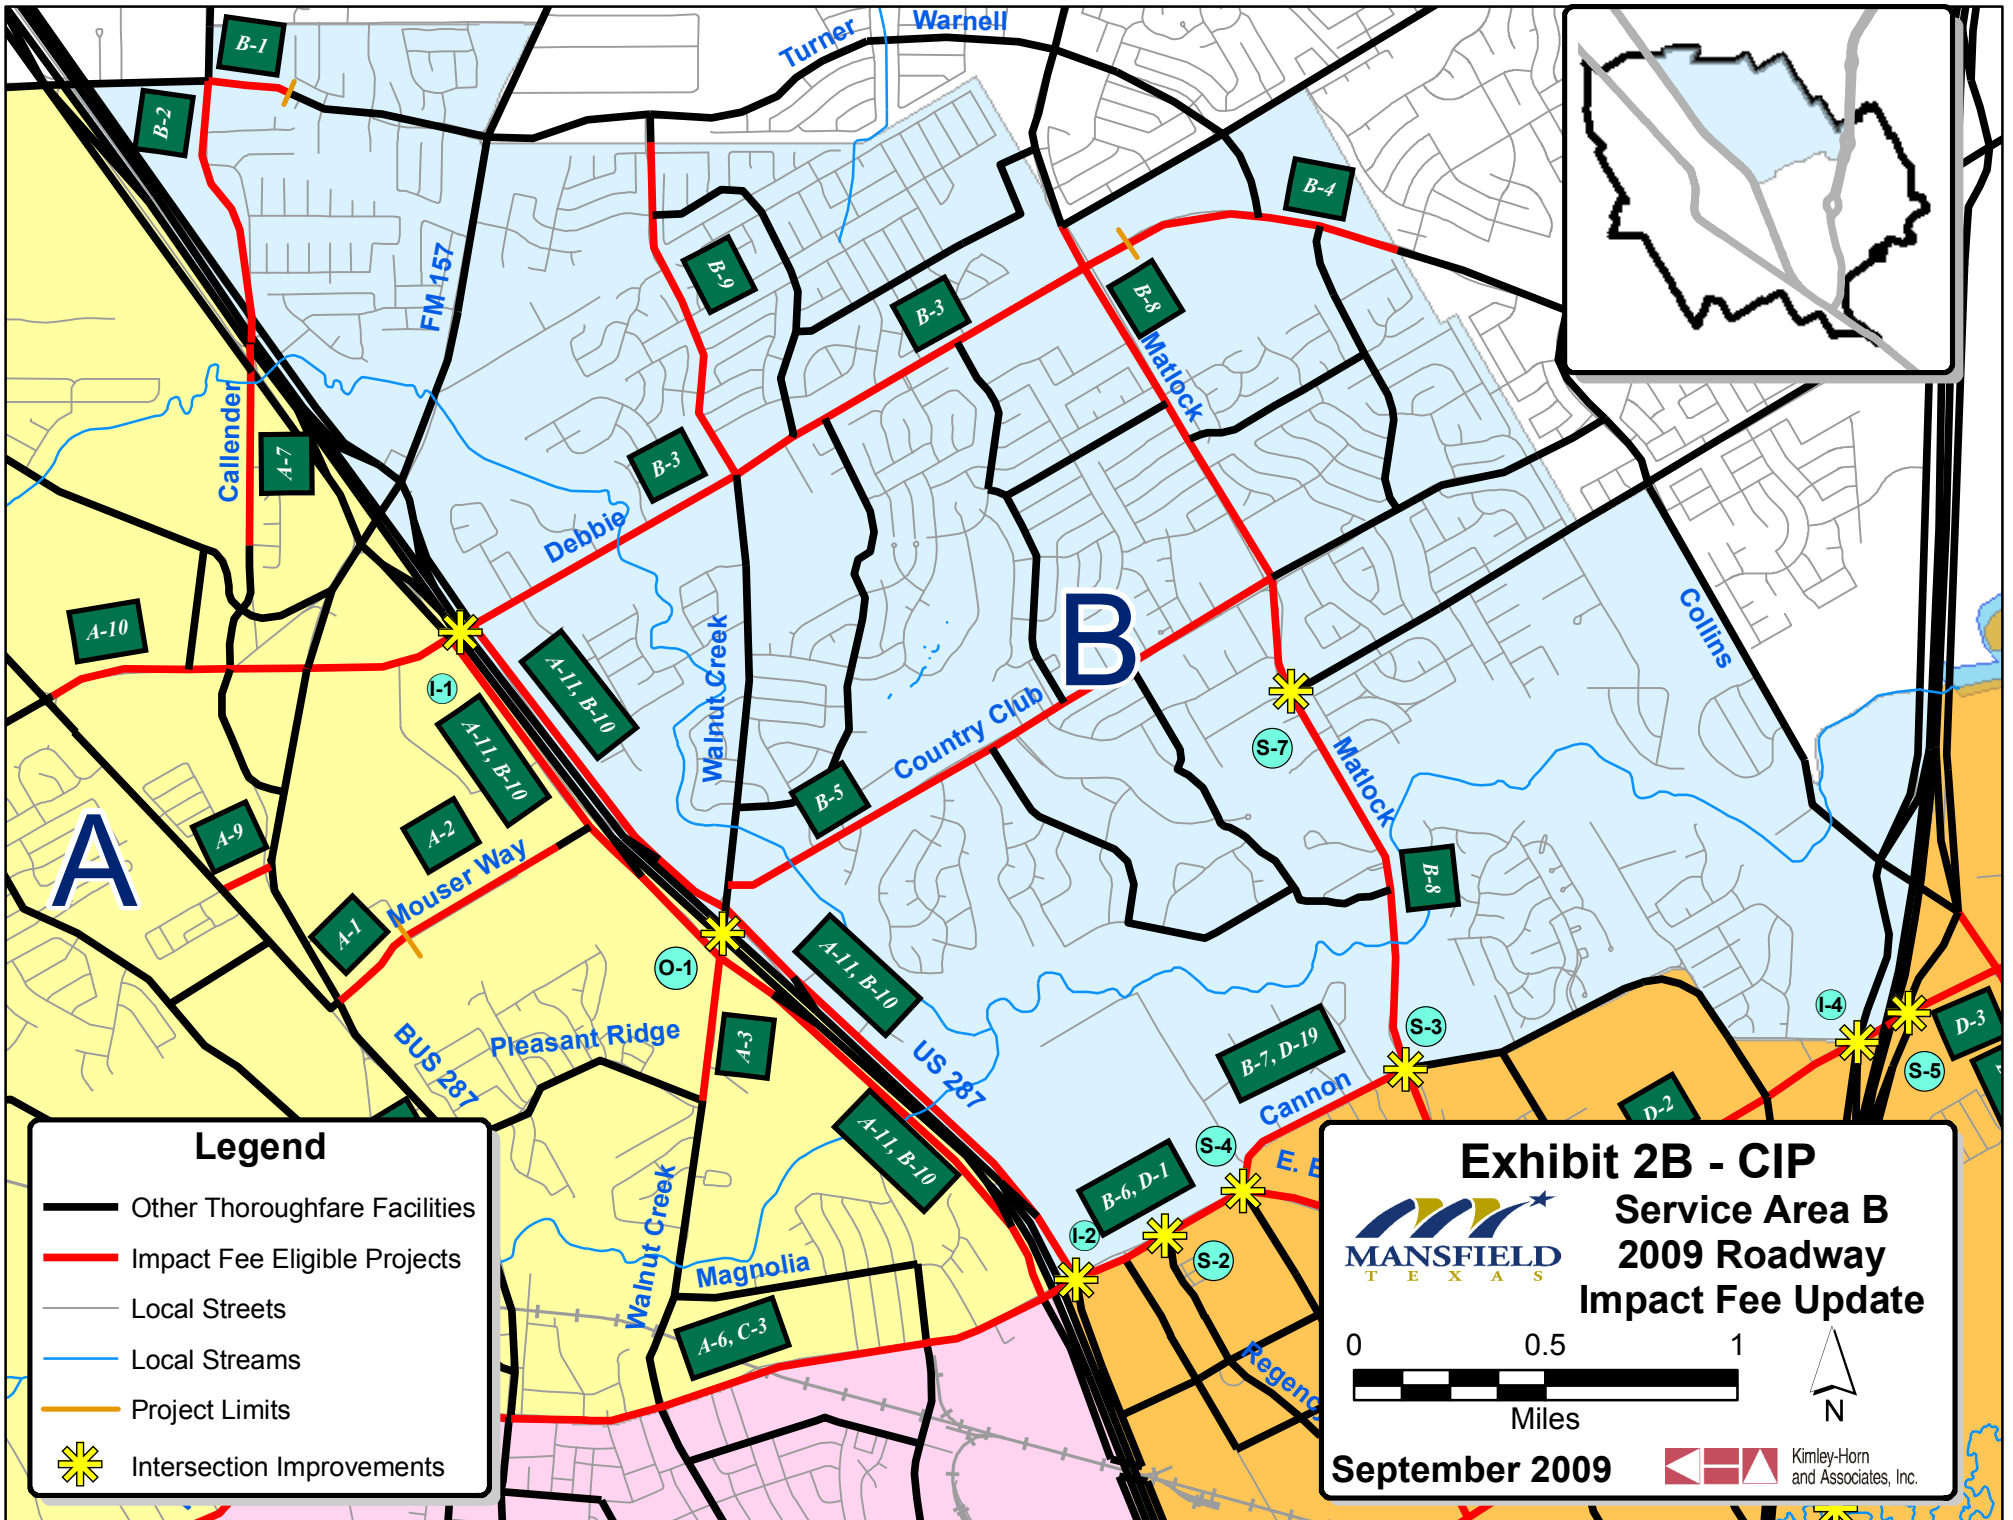 Warnell
Turner
B-1
B-2
B-4
FM 157
B-9
B-3
B-8
Matlock
Callender
A-7
B-3
Debbie
A-10
I-1
A-11, B-10
A-11, B-10
Walnut Creek
B
Country Club
S-7
Matlock
Collins
B-5
A
A-9
A-2
Mouser Way
A-1
B-8
O-1
A-11, B-10
A-3
Pleasant Ridge
BUS 287
US 287
A-11, B-10
B-7, D-19
Cannon
S-3
I-4
S-5
D-3
D-2
S-4
B-6, D-1
I-2
S-2
Walnut Creek
Magnolia
A-6, C-3
Legend
Other Thoroughfare Facilities
Impact Fee Eligible Projects
Local Streets
Local Streams
Project Limits
Intersection Improvements
Exhibit 2B - CIP
MANSFIELD
TEXAS
Service Area B
2009 Roadway
Impact Fee Update
0 0.5 1
Miles
N
September 2009
Kimley-Horn
and Associates, Inc.